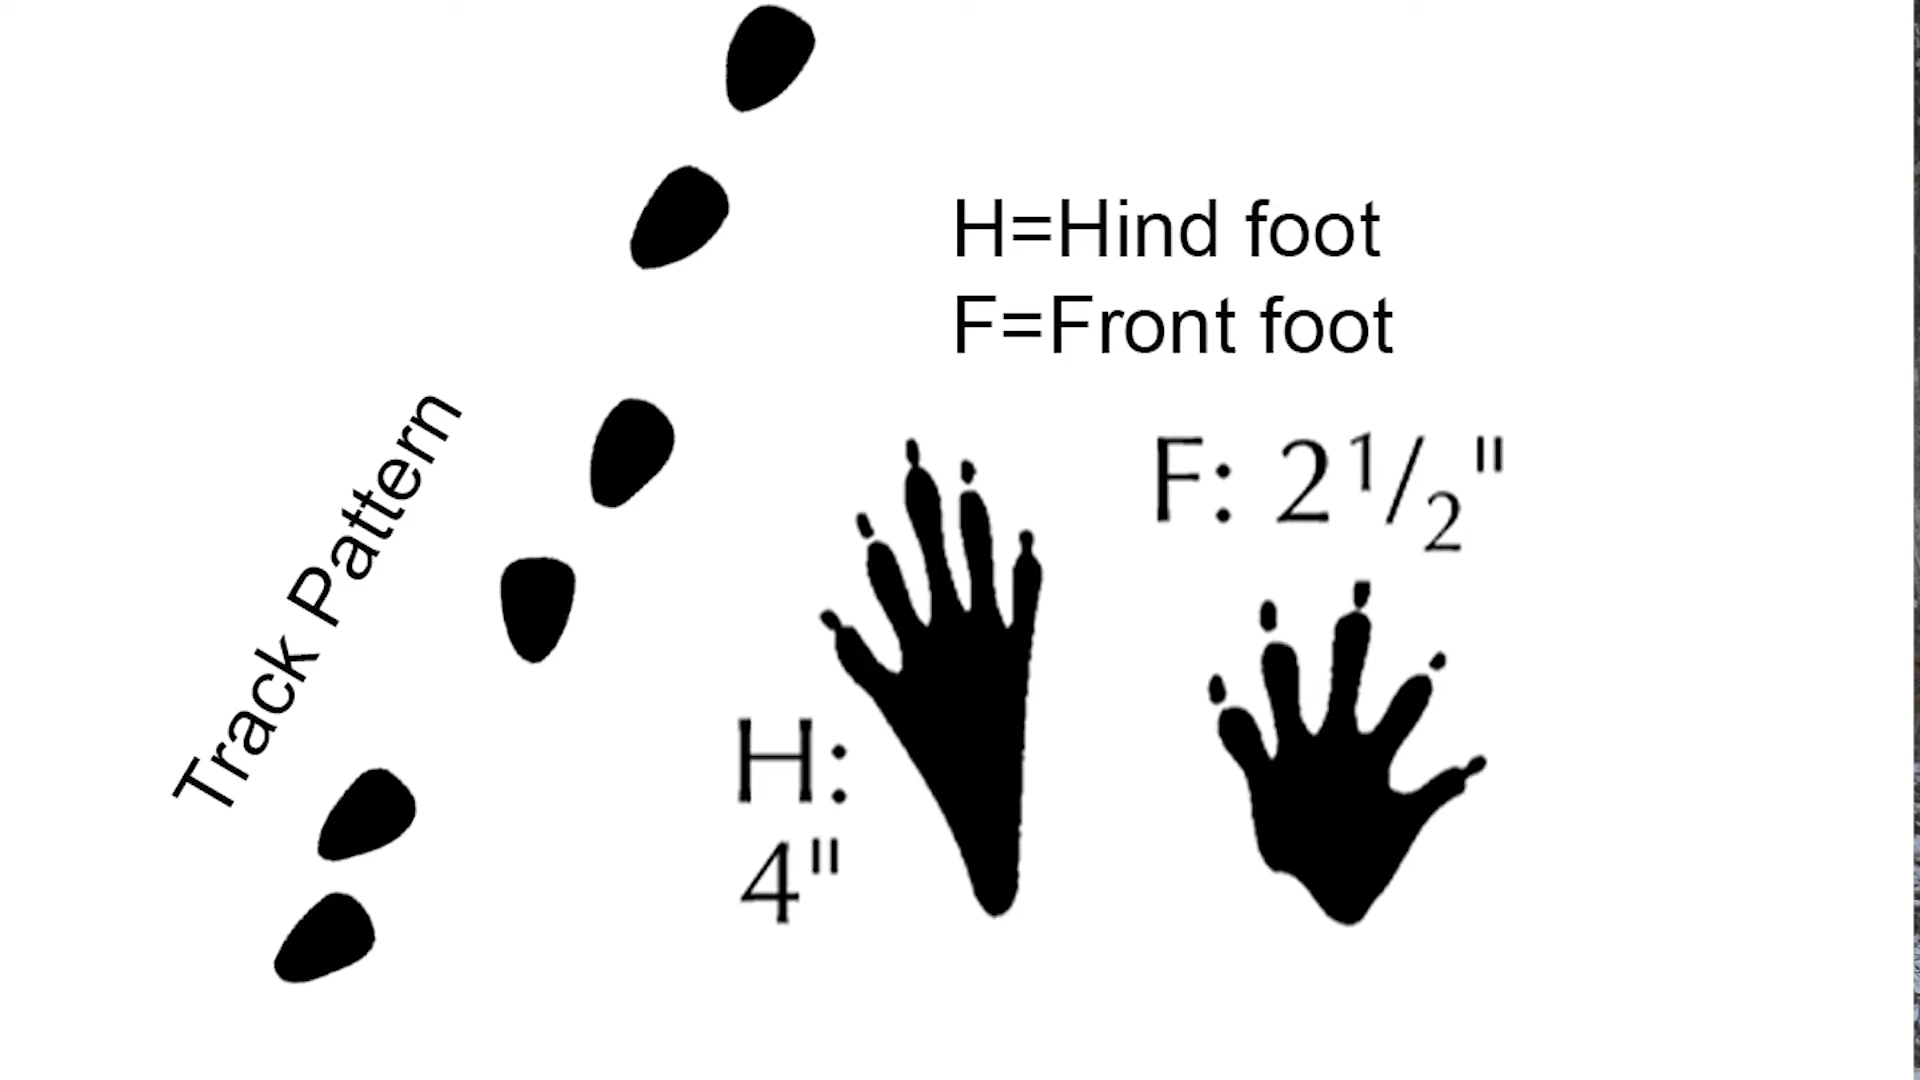 H=Hind foot
F=Front foot
Track Pattern
F: 2 1/2"
H:
4"